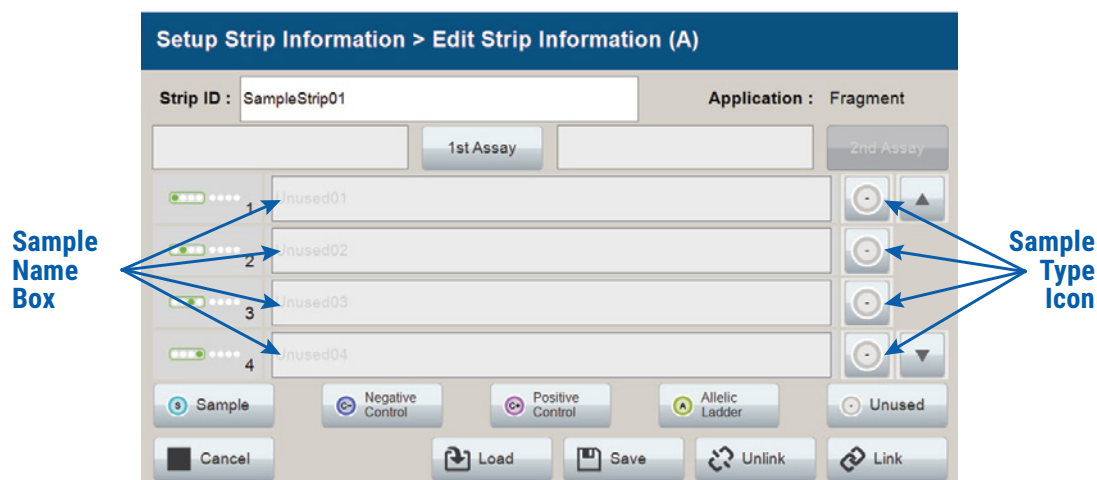 Setup Strip Information > Edit Strip Information (A)
Strip ID : SampleStrip01 Application : Fragment
1st Assay 2nd Assay
1 Unused01 -
2 Unused02 -
3 Unused03 -
4 Unused04 -
Sample
Name
Box
Sample
Type
Icon
S Sample C- Negative Control C+ Positive Control A Allelic Ladder - Unused
Cancel Load Save Unlink Link